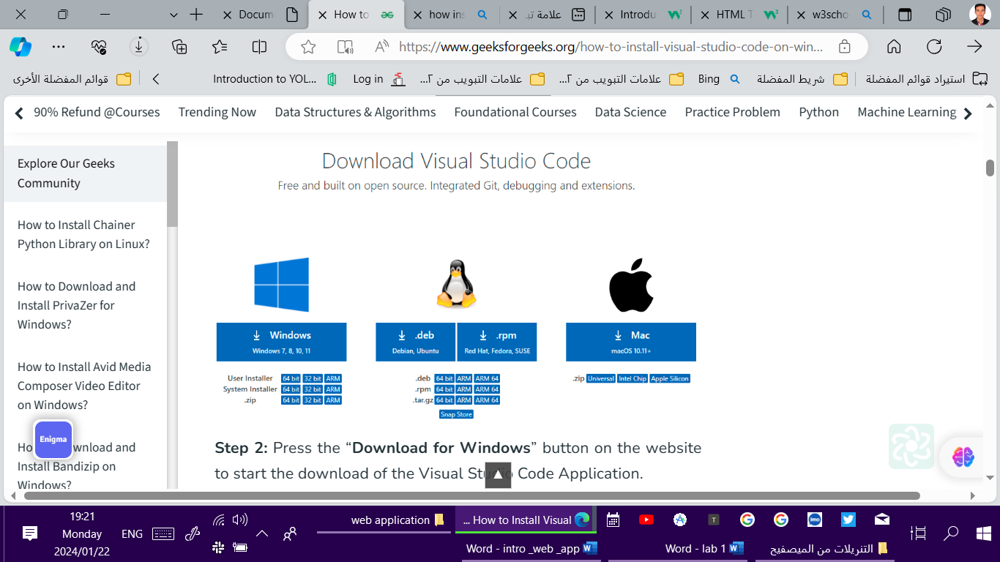 Docum
How to
how ins
علامة تب
Introdu
HTML T
w3scho
https://www.geeksforgeeks.org/how-to-install-visual-studio-code-on-win...
قوائم المفضلة الأخرى
Introduction to YOL...
Log in
علامات التبويب من ٢...
علامات التبويب من ٢...
Bing
شريط المفضلة
استيراد قوائم المفضلة
90% Refund @Courses
Trending Now
Data Structures & Algorithms
Foundational Courses
Data Science
Practice Problem
Python
Machine Learning
Explore Our Geeks
Community
How to Install Chainer
Python Library on Linux?
How to Download and
Install PrivaZer for
Windows?
How to Install Avid Media
Composer Video Editor
on Windows?
Ho wnload and
Install Bandizip on
Windows?
Enigma
Download Visual Studio Code
Free and built on open source. Integrated Git, debugging and extensions.
Windows
Windows 7, 8, 10, 11
User Installer 64 bit 32 bit ARM
System Installer 64 bit 32 bit ARM
.zip 64 bit 32 bit ARM
.deb
Debian, Ubuntu
.rpm
Red Hat, Fedora, SUSE
.deb 64 bit ARM ARM 64
.rpm 64 bit ARM ARM 64
.tar.gz 64 bit ARM ARM 64
Snap Store
Mac
macOS 10.11+
.zip Universal Intel Chip Apple Silicon
Step 2: Press the “Download for Windows” button on the website
to start the download of the Visual Studio Code Application.
19:21
Monday
2024/01/22
ENG
web application
... How to Install Visual
T
imo
Word - intro _web _app
Word - lab 1
التنزيلات من الميصفيح